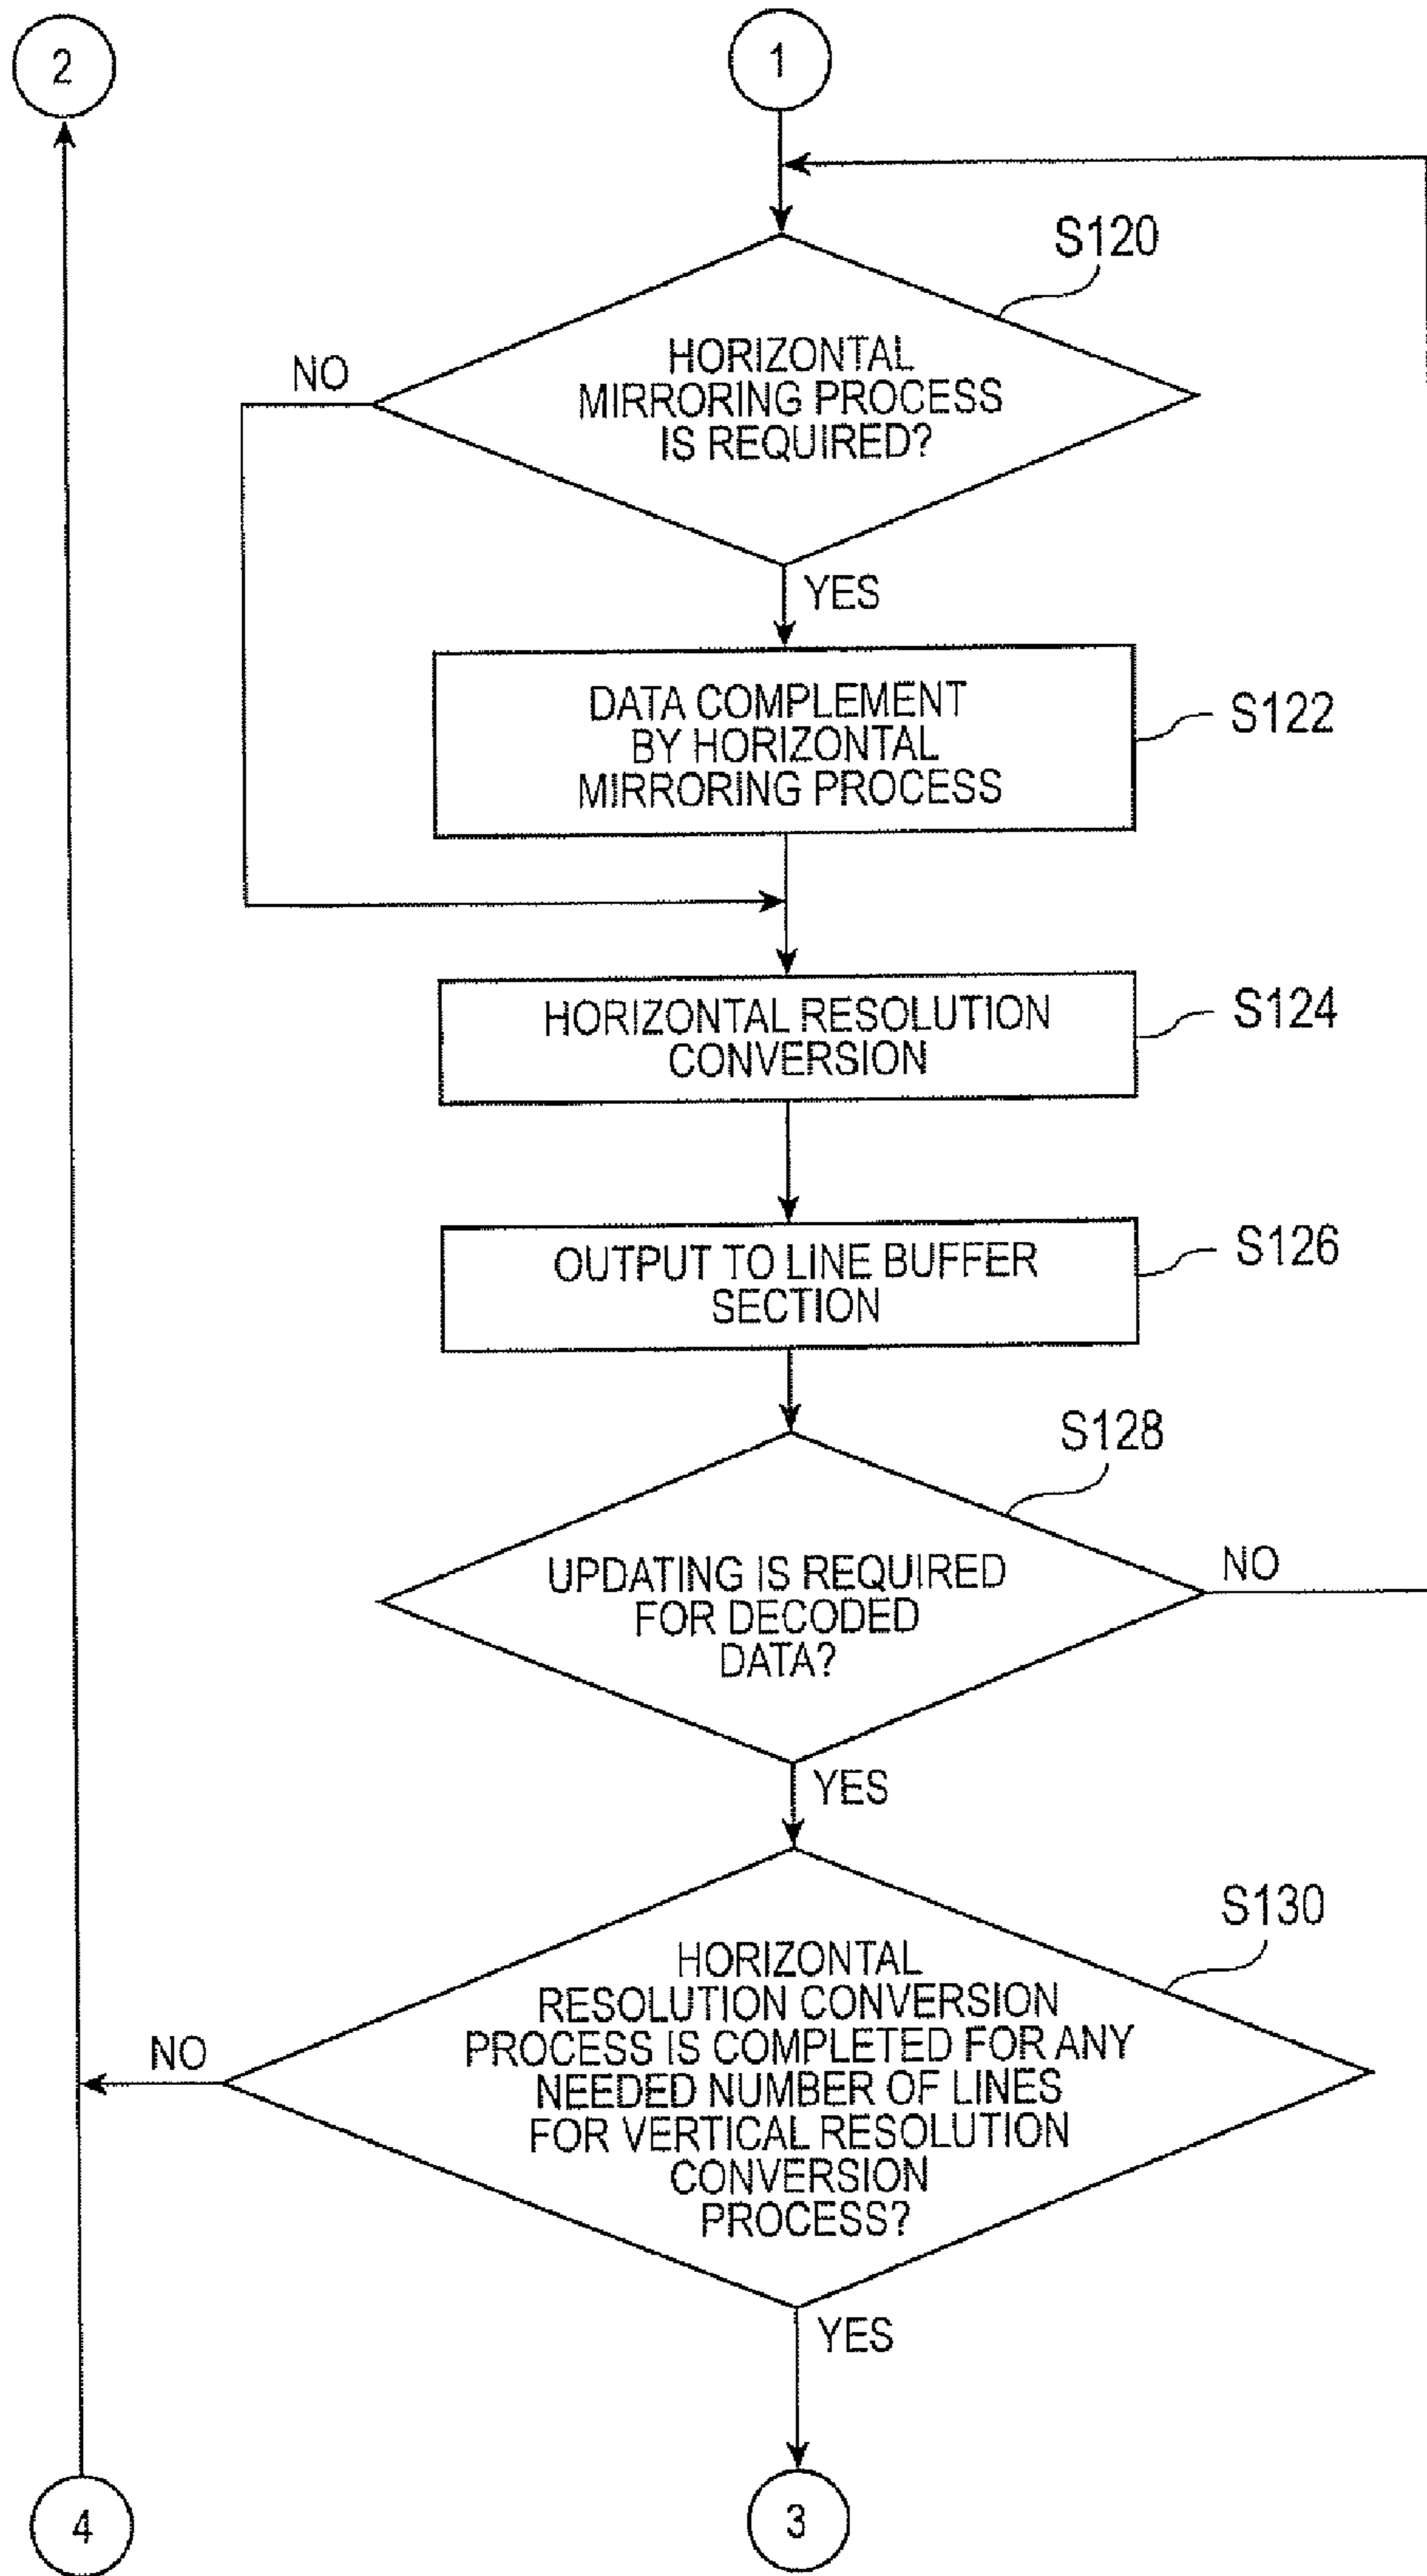 2
1
S120
HORIZONTAL
MIRRORING PROCESS
IS REQUIRED?
NO
YES
DATA COMPLEMENT
BY HORIZONTAL
MIRRORING PROCESS
S122
HORIZONTAL RESOLUTION
CONVERSION
S124
OUTPUT TO LINE BUFFER
SECTION
S126
S128
UPDATING IS REQUIRED
FOR DECODED
DATA?
NO
YES
S130
HORIZONTAL
RESOLUTION CONVERSION
PROCESS IS COMPLETED FOR ANY
NEEDED NUMBER OF LINES
FOR VERTICAL RESOLUTION
CONVERSION
PROCESS?
NO
YES
4
3